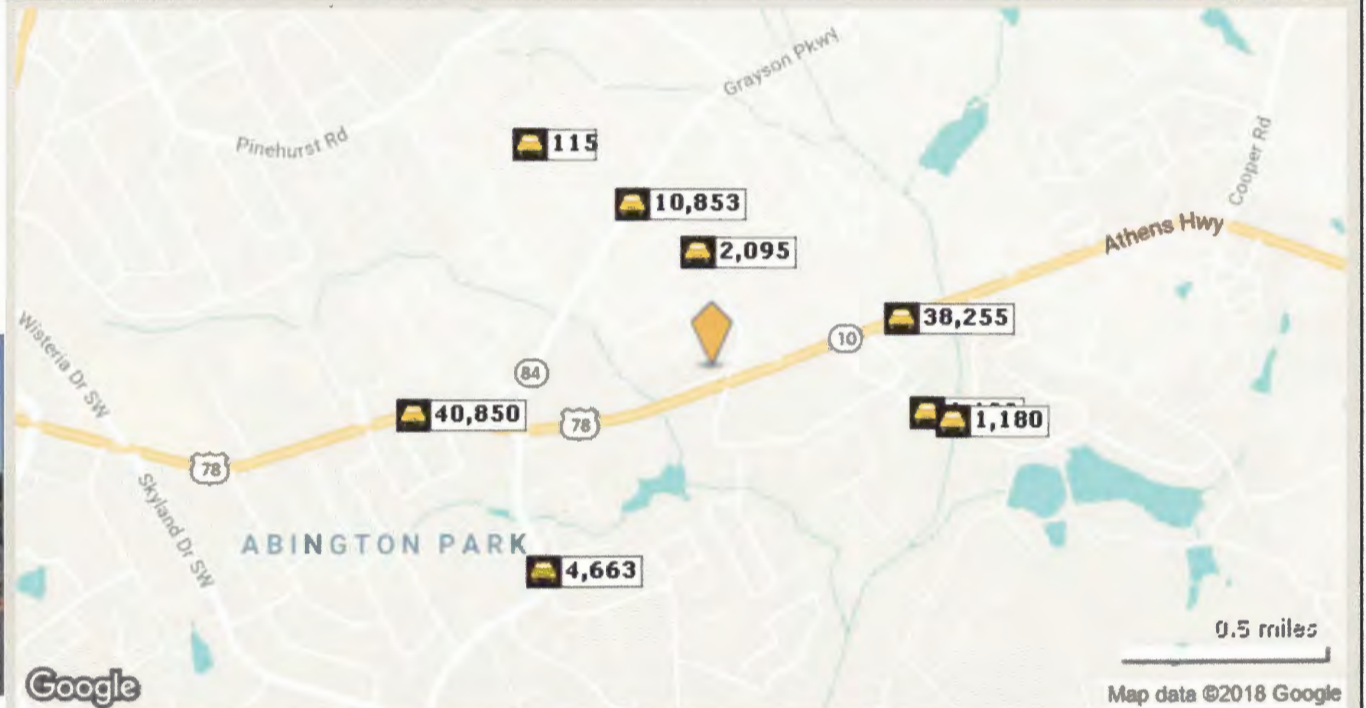 Grayson Pkwy
Pinehurst Rd
115
Cooper Rd
10,853
Athens Hwy
2,095
38,255
10
Wisteria Dr SW
84
40,850
78
1,180
78
Skyland Dr SW
ABINGTON PARK
4,663
0.5 miles
Google
Map data ©2018 Google